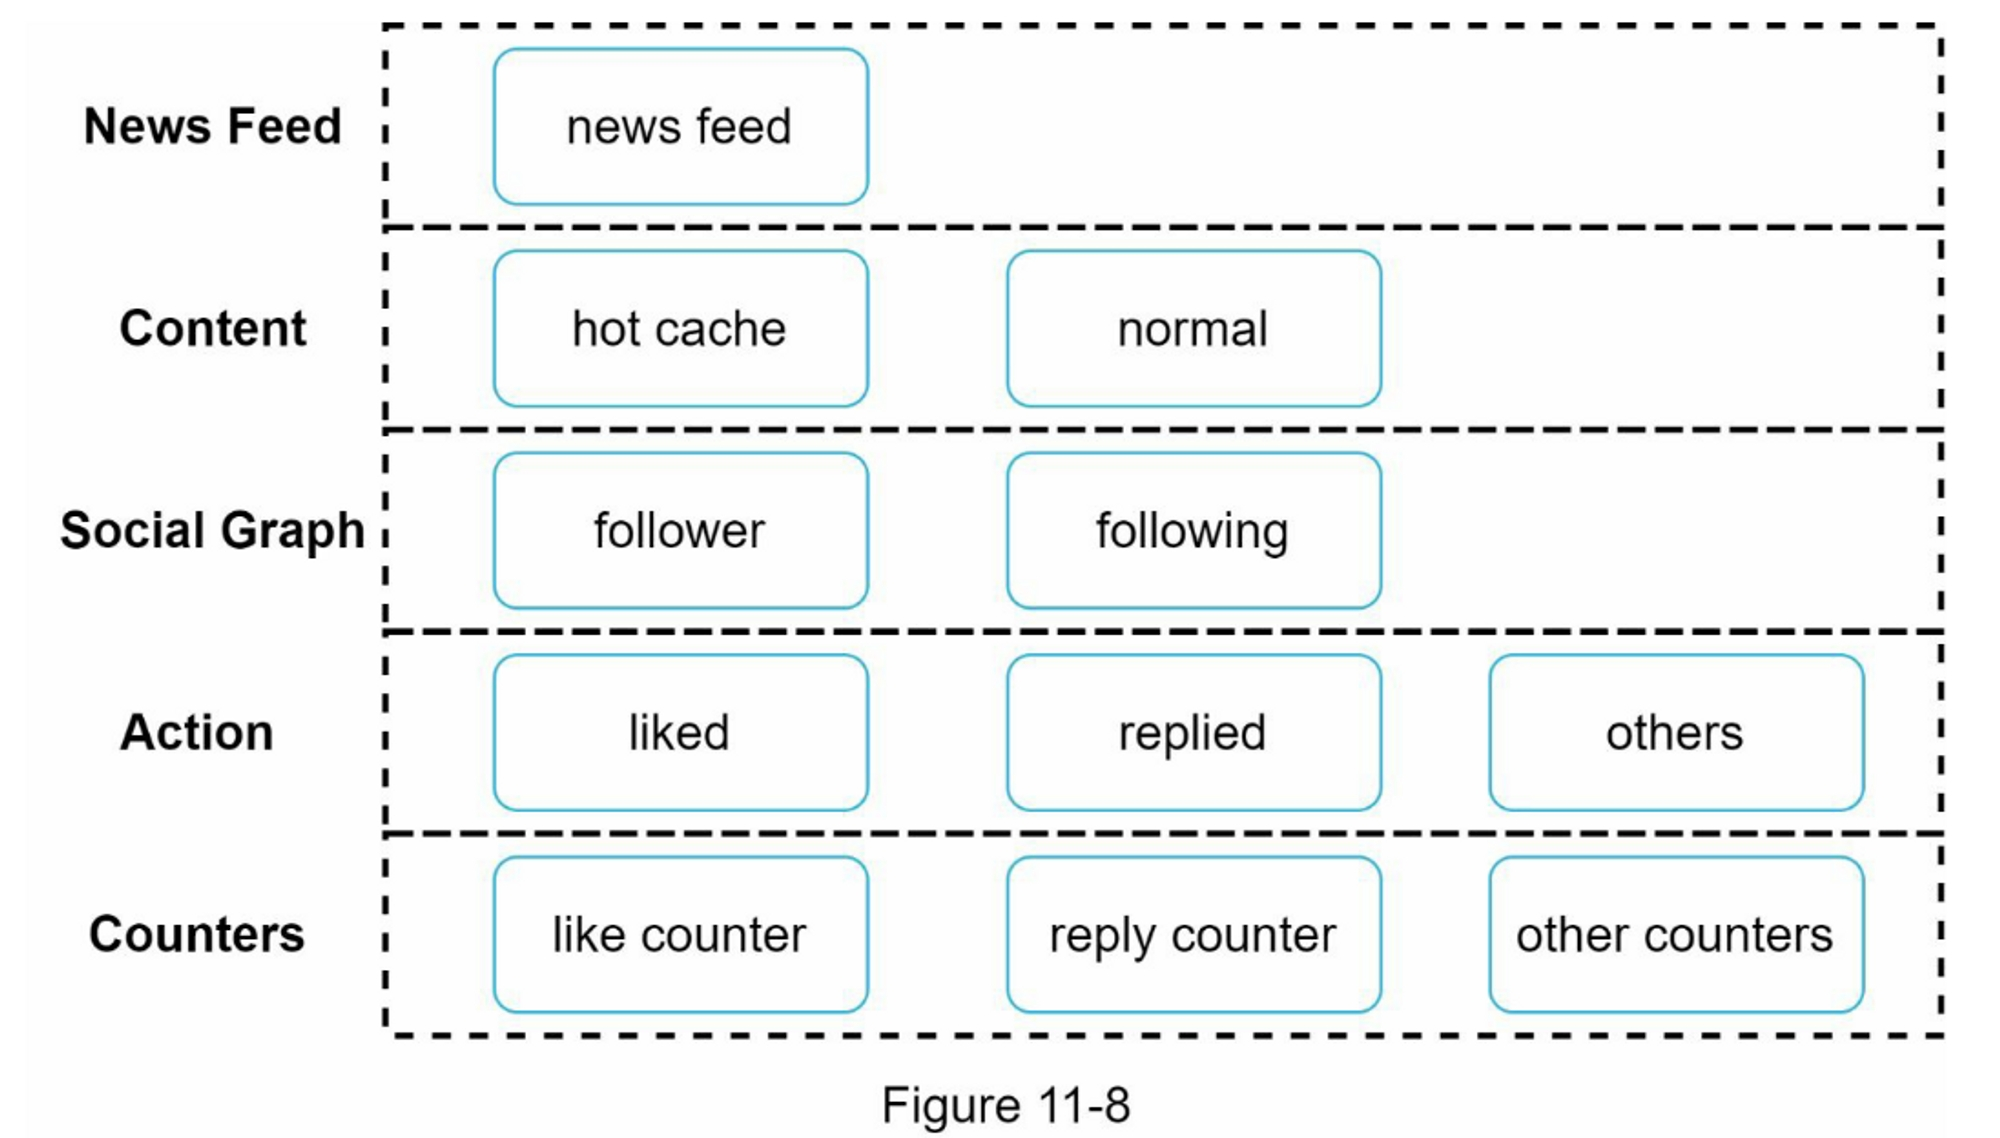 News Feed
news feed
Content
hot cache
normal
Social Graph
follower
following
Action
liked
replied
others
Counters
like counter
reply counter
other counters
Figure 11-8